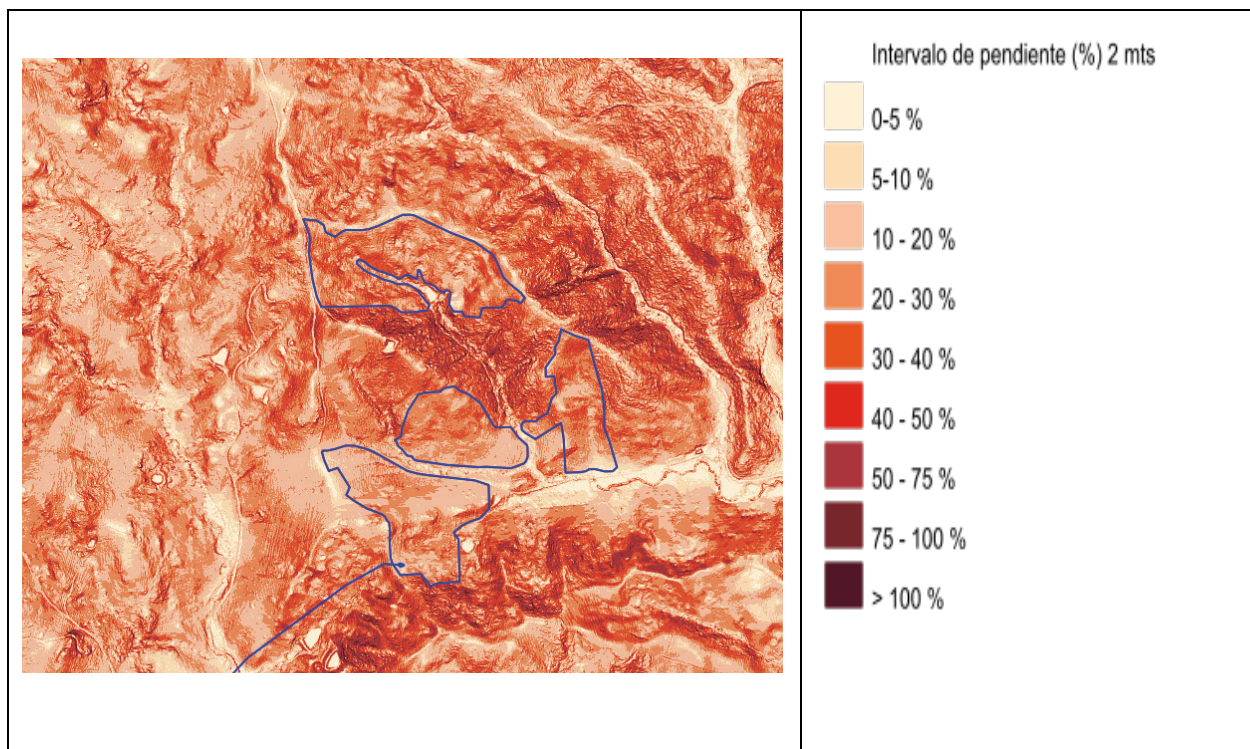 Intervalo de pendiente (%) 2 mts
0-5 %
5-10 %
10 - 20 %
20 - 30 %
30 - 40 %
40 - 50 %
50 - 75 %
75 - 100 %
> 100 %